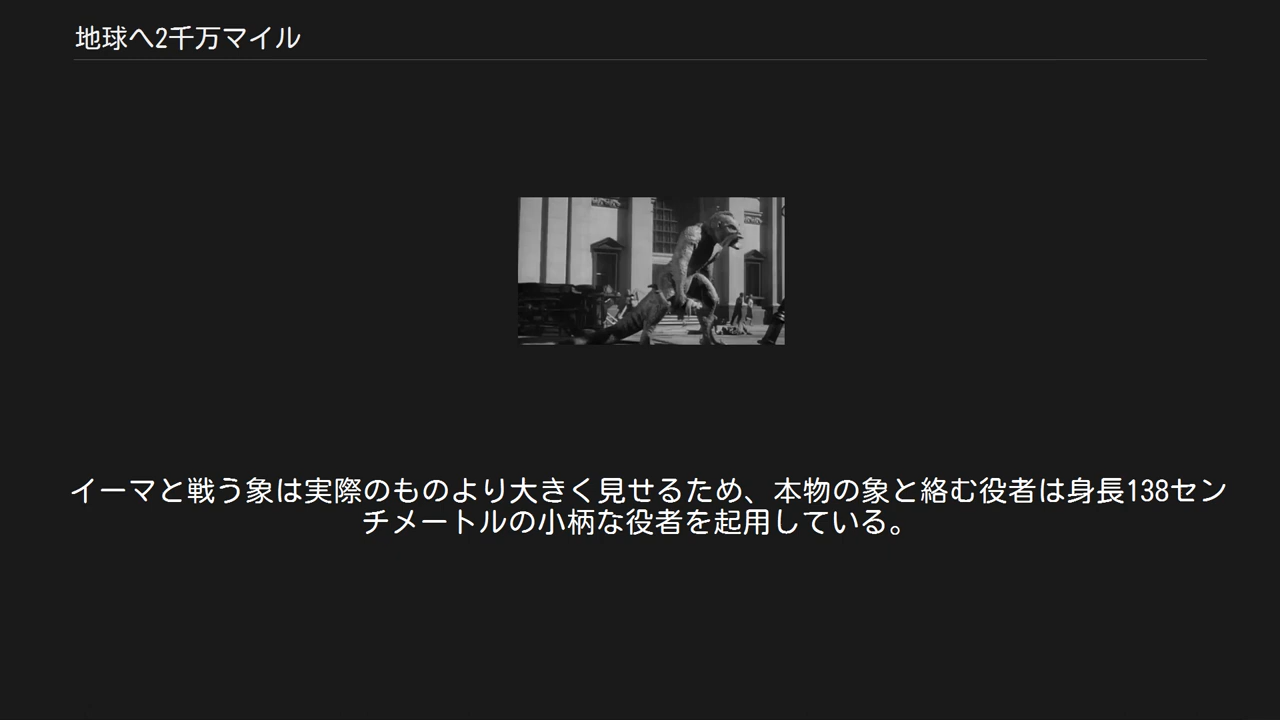 地球へ2千万マイル
イーマと戦う象は実際のものより大きく見せるため、本物の象と絡む役者は身長138セン
チメートルの小柄な役者を起用している。